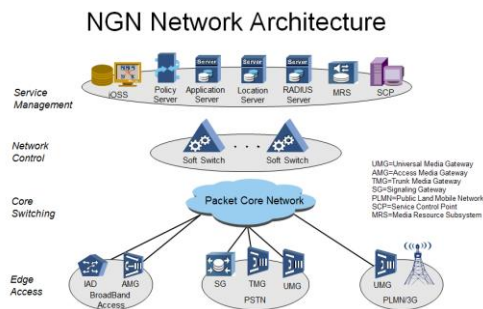 NGN Network Architecture
Server
Server
Server
Service
Management
iOSS
Policy
Server
Application
Server
Location
Server
RADIUS
Server
MRS
SCP
Network
Control
Soft Switch
. . .
Soft Switch
UMG=Universal Media Gateway
AMG=Access Media Gateway
TMG=Trunk Media Gateway
SG=Signaling Gateway
PLMN=Public Land Mobile Network
SCP=Service Control Point
MRS=Media Resource Subsystem
Core
Switching
Packet Core Network
Edge
Access
IAD
AMG
BroadBand
Access
SG
TMG
UMG
PSTN
UMG
PLMN/3G